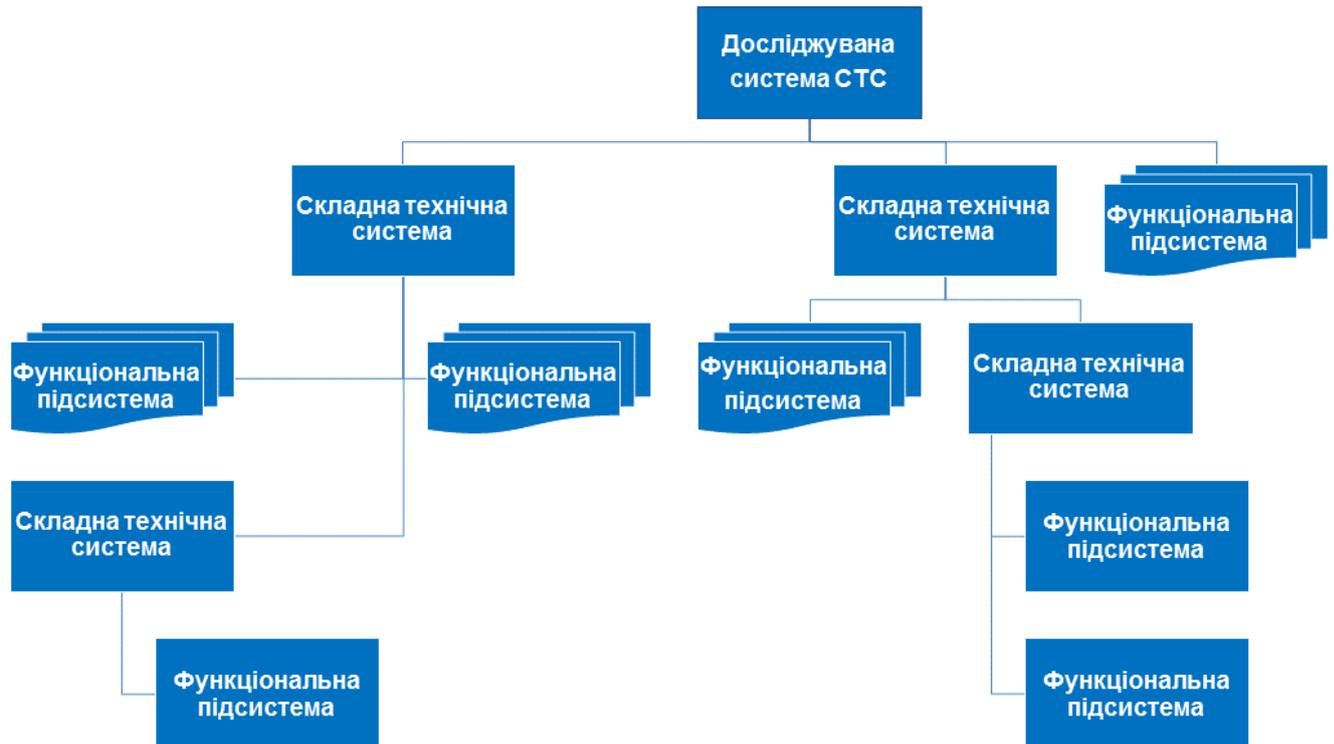 Досліджувана
система СТС
Складна технічна
система
Складна технічна
система
Функціональна
підсистема
Функціональна
підсистема
Функціональна
підсистема
Функціональна
підсистема
Складна технічна
система
Складна технічна
система
Функціональна
підсистема
Функціональна
підсистема
Функціональна
підсистема